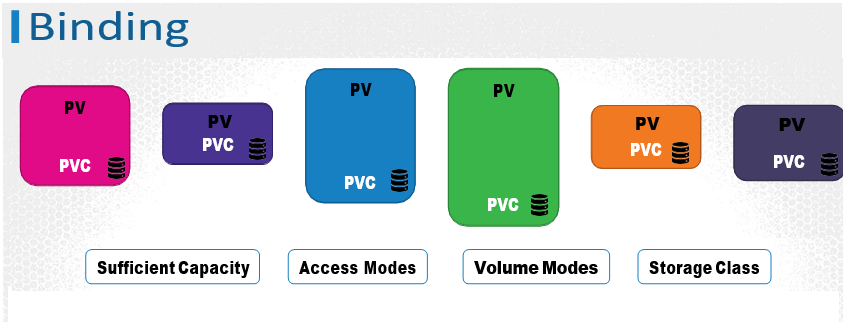 Binding
PV
PVC
PV
PVC
PV
PVC
PV
PVC
PV
PVC
PV
PVC
Sufficient Capacity
Access Modes
Volume Modes
Storage Class